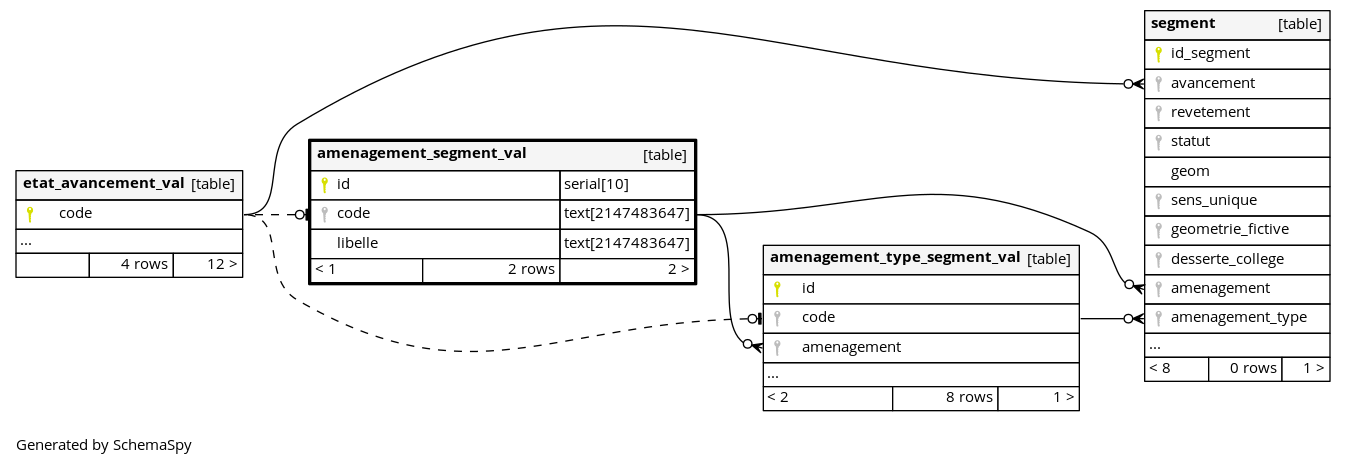 etat_avancement_val [table]
code
...
4 rows 12 >
amenagement_segment_val [table]
id serial[10]
code text[2147483647]
libelle text[2147483647]
< 1 2 rows 2 >
amenagement_type_segment_val [table]
id
code
amenagement
...
< 2 8 rows 1 >
segment [table]
id_segment
avancement
revetement
statut
geom
sens_unique
geometrie_fictive
desserte_college
amenagement
amenagement_type
...
< 8 0 rows 1 >
Generated by SchemaSpy